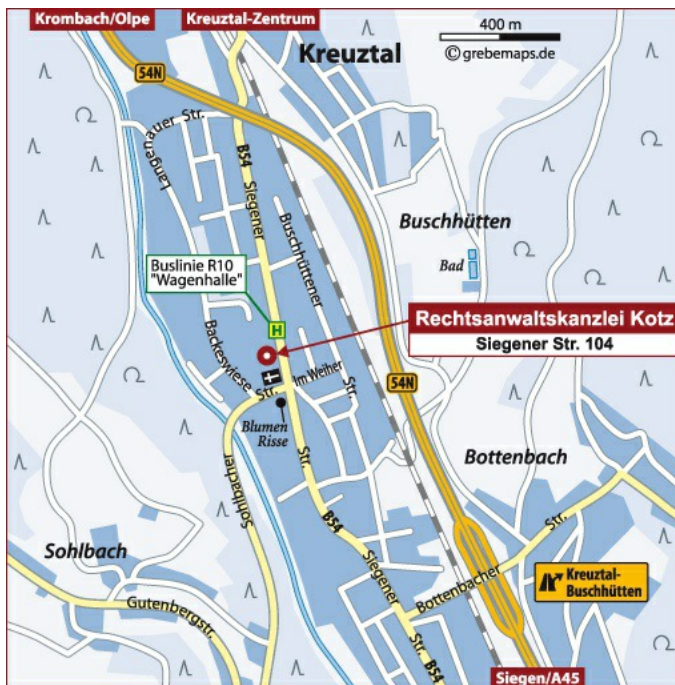 Krombach/Olpe
Kreuztal-Zentrum
400 m
© grebemaps.de
Kreuztal
54N
Langenauer Str.
B54
Siegener
Buschhüttener
Buschhütten
Bad
Buslinie R10
"Wagenhalle"
H
Rechtsanwaltskanzlei Kotz
Siegener Str. 104
Backeswiese
Str.
Im Weiher
Str.
54N
Blumen
Risse
Sohlbacher
Str.
Bottenbach
B54
Str.
Sohlbach
Siegener
Bottenbacher
Kreuztal-
Buschhütten
Gutenbergstr.
Str.
B54
Siegen/A45